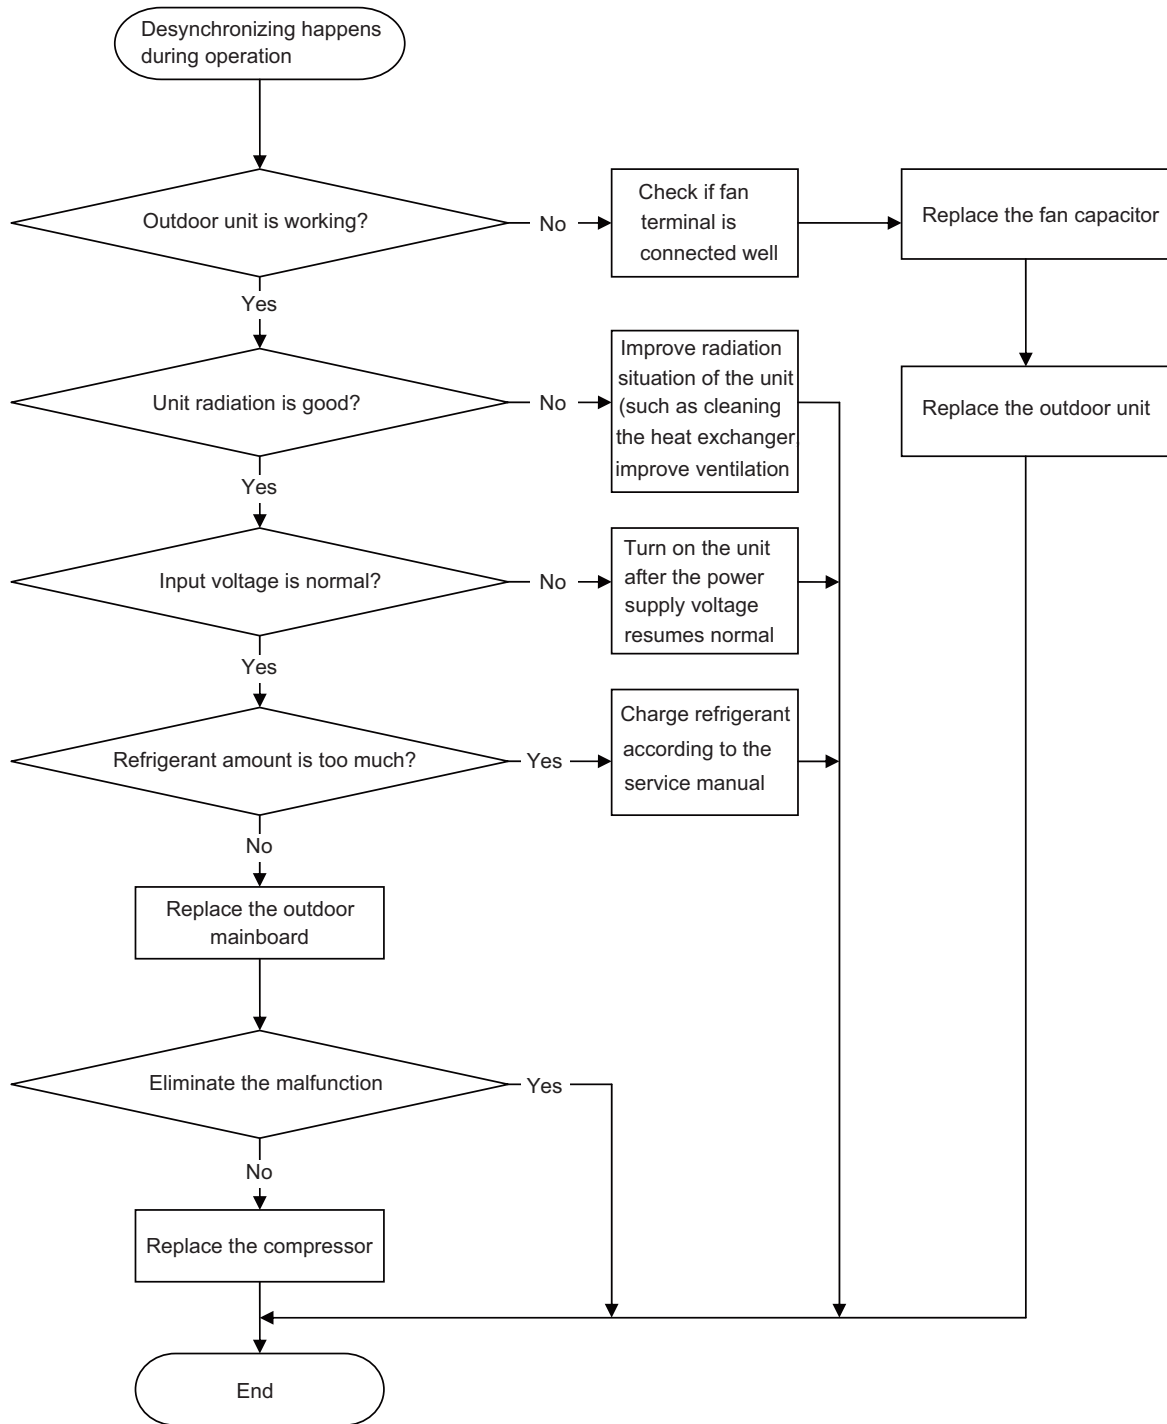 Desynchronizing happens
during operation
Outdoor unit is working?
No
Check if fan
terminal is
connected well
Replace the fan capacitor
Yes
Unit radiation is good?
No
Improve radiation
situation of the unit
(such as cleaning
the heat exchanger,
improve ventilation
Replace the outdoor unit
Yes
Input voltage is normal?
No
Turn on the unit
after the power
supply voltage
resumes normal
Yes
Refrigerant amount is too much?
Yes
Charge refrigerant
according to the
service manual
No
Replace the outdoor
mainboard
Eliminate the malfunction
Yes
No
Replace the compressor
End